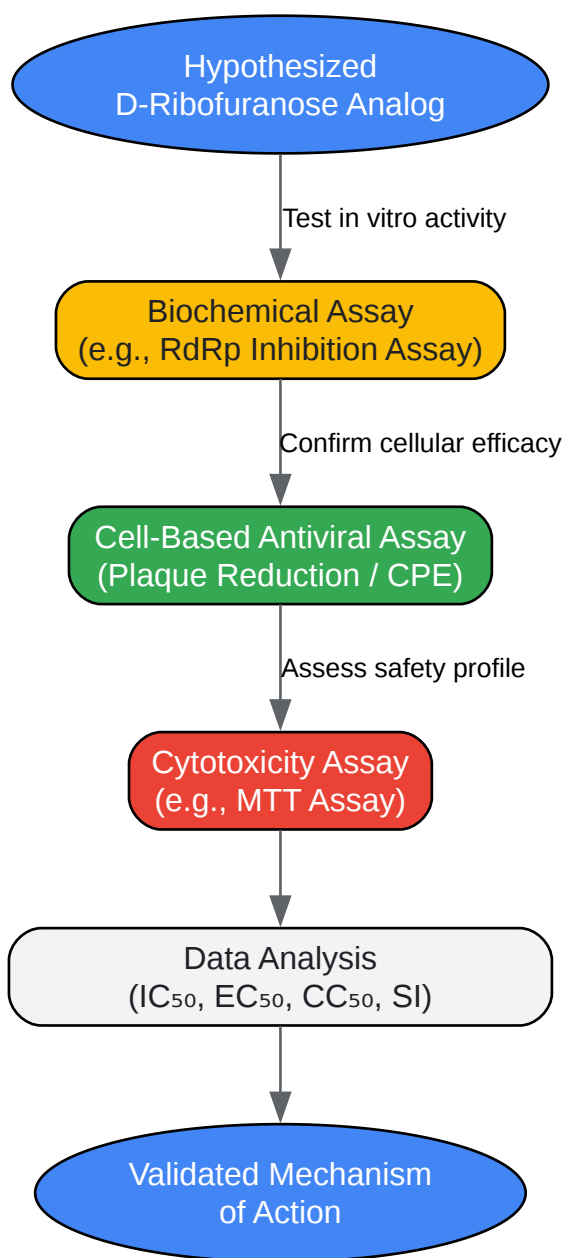 Hypothesized
D-Ribofuranose Analog
Test in vitro activity
Biochemical Assay
(e.g., RdRp Inhibition Assay)
Confirm cellular efficacy
Cell-Based Antiviral Assay
(Plaque Reduction / CPE)
Assess safety profile
Cytotoxicity Assay
(e.g., MTT Assay)
Data Analysis
(IC₅₀, EC₅₀, CC₅₀, SI)
Validated Mechanism
of Action